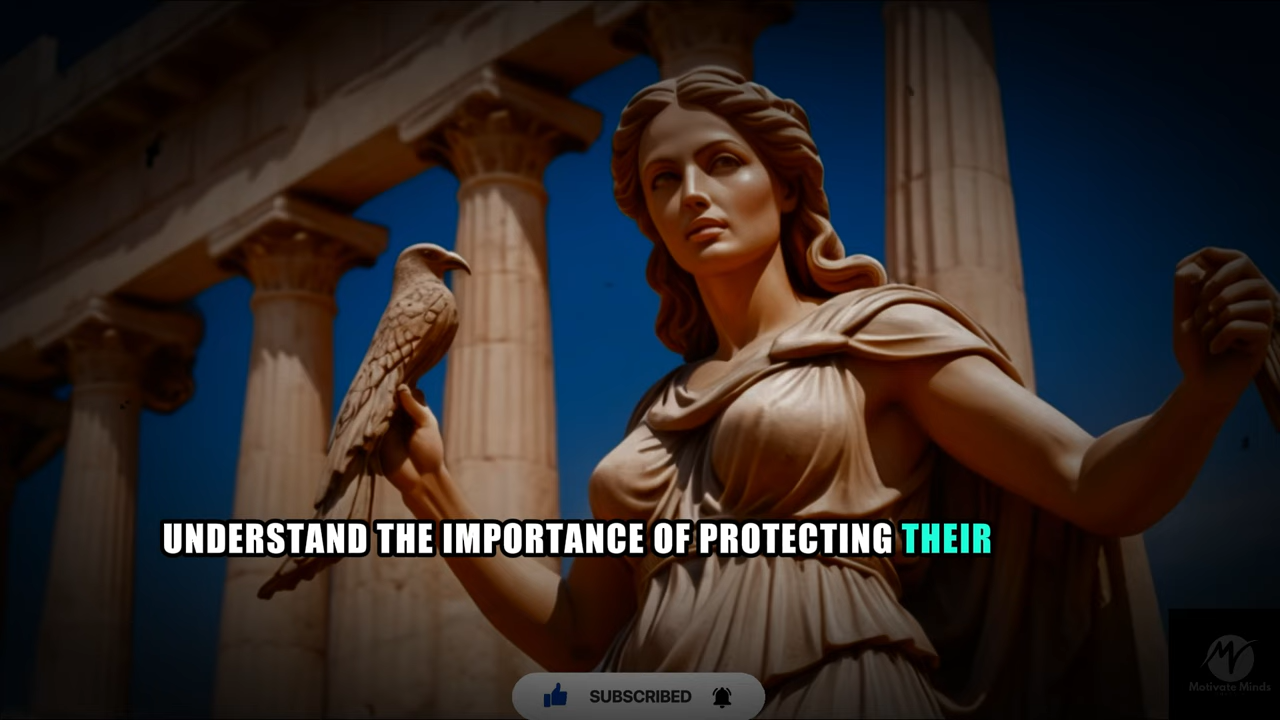 UNDERSTAND THE IMPORTANCE OF PROTECTING THEIR
SUBSCRIBED
Motivate Minds